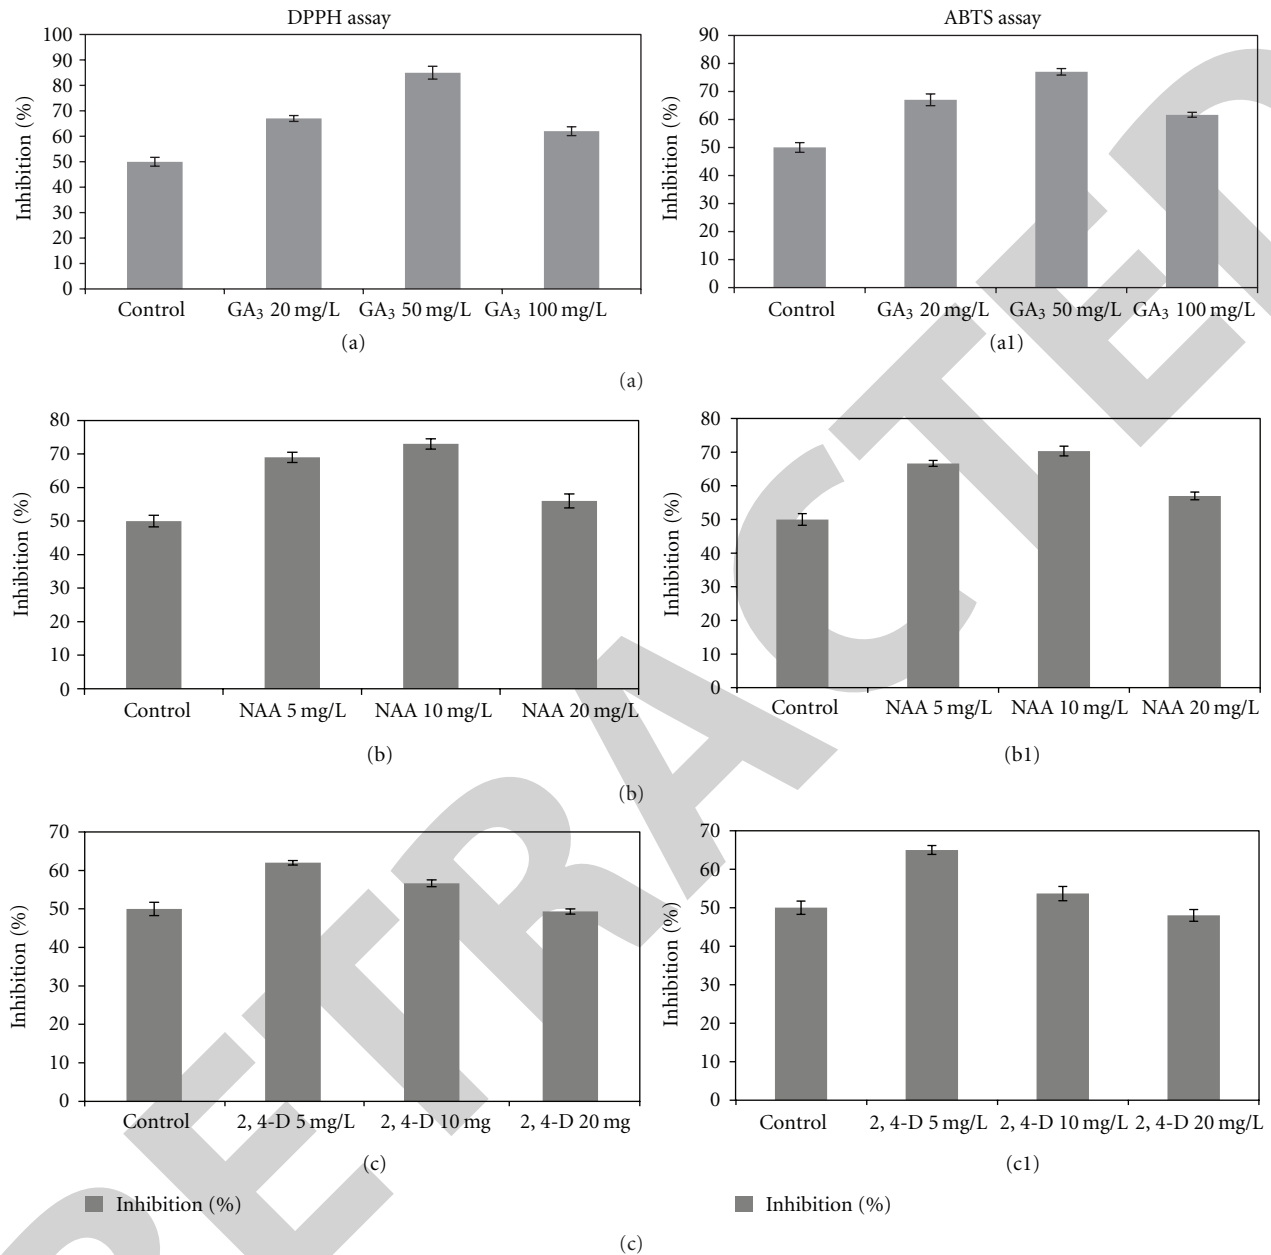 DPPH assay
100
90
80
70
60
50
40
30
20
10
0
Inhibition (%)
Control GA₃ 20 mg/L GA₃ 50 mg/L GA₃ 100 mg/L
(a)
ABTS assay
90
80
70
60
50
40
30
20
10
0
Inhibition (%)
Control GA₃ 20 mg/L GA₃ 50 mg/L GA₃ 100 mg/L
(a1)
(a)
80
70
60
50
40
30
20
10
0
Inhibition (%)
Control NAA 5 mg/L NAA 10 mg/L NAA 20 mg/L
(b)
80
70
60
50
40
30
20
10
0
Inhibition (%)
Control NAA 5 mg/L NAA 10 mg/L NAA 20 mg/L
(b1)
(b)
70
60
50
40
30
20
10
0
Inhibition (%)
Control 2, 4-D 5 mg/L 2, 4-D 10 mg 2, 4-D 20 mg
(c)
Inhibition (%)
70
60
50
40
30
20
10
0
Inhibition (%)
Control 2, 4-D 5 mg/L 2, 4-D 10 mg/L 2, 4-D 20 mg/L
(c1)
Inhibition (%)
(c)
RETRACTED